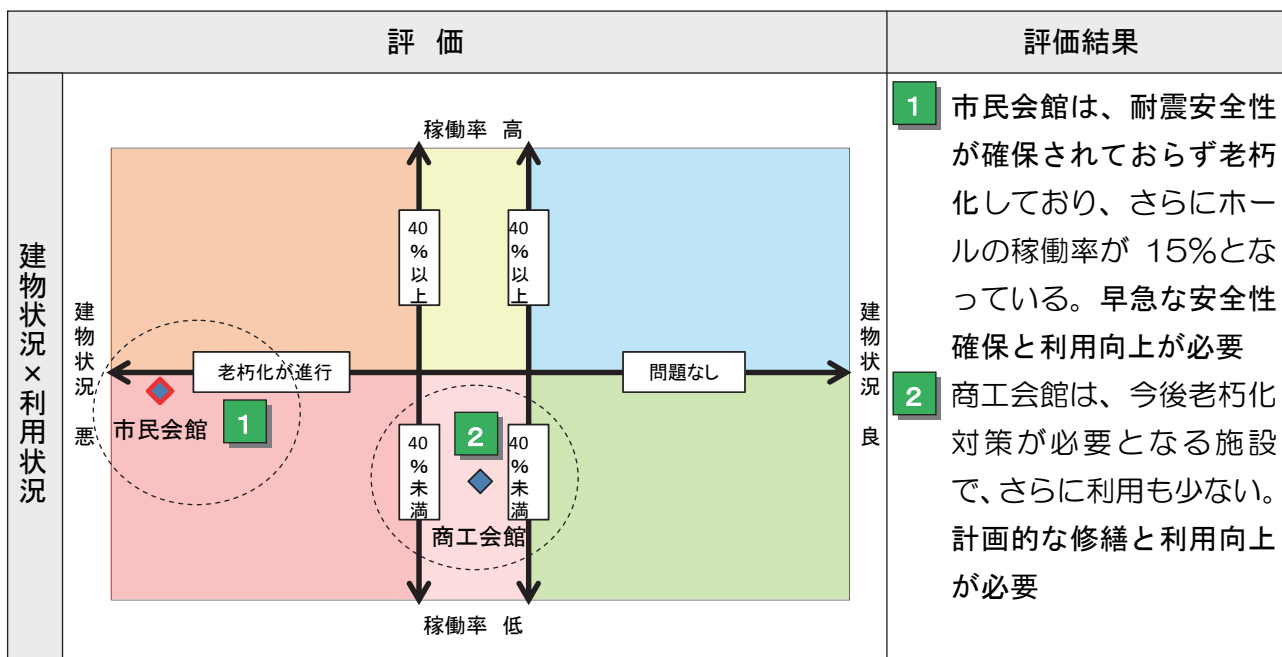 評 価
評価結果
建物状況×利用状況
稼働率 高
40%以上
40%以上
建物状況 悪
老朽化が進行
問題なし
建物状況 良
市民会館
1
2
40%未満
40%未満
商工会館
稼働率 低
1 市民会館は、耐震安全性
が確保されておらず老朽
化しており、さらにホー
ルの稼働率が 15%とな
っている。早急な安全性
確保と利用向上が必要
2 商工会館は、今後老朽化
対策が必要となる施設
で、さらに利用も少ない。
計画的な修繕と利用向上
が必要